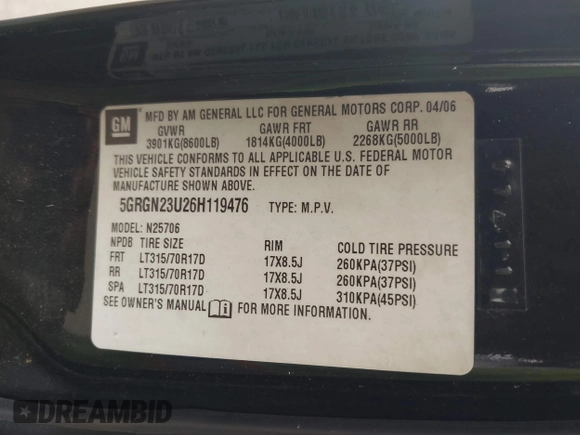 GM
MFD BY AM GENERAL LLC FOR GENERAL MOTORS CORP. 04/06
GVWR GAWR FRT GAWR RR
3901KG(8600LB) 1814KG(4000LB) 2268KG(5000LB)
THIS VEHICLE CONFORMS TO ALL APPLICABLE U.S. FEDERAL MOTOR
VEHICLE SAFETY STANDARDS IN EFFECT ON THE DATE OF
MANUFACTURE SHOWN ABOVE.
5GRGN23U26H119476 TYPE: M.P.V.
MODEL: N25706
NPDB TIRE SIZE RIM COLD TIRE PRESSURE
FRT LT315/70R17D 17X8.5J 260KPA(37PSI)
RR LT315/70R17D 17X8.5J 260KPA(37PSI)
SPA LT315/70R17D 17X8.5J 310KPA(45PSI)
SEE OWNER'S MANUAL FOR MORE INFORMATION.
DREAMBID